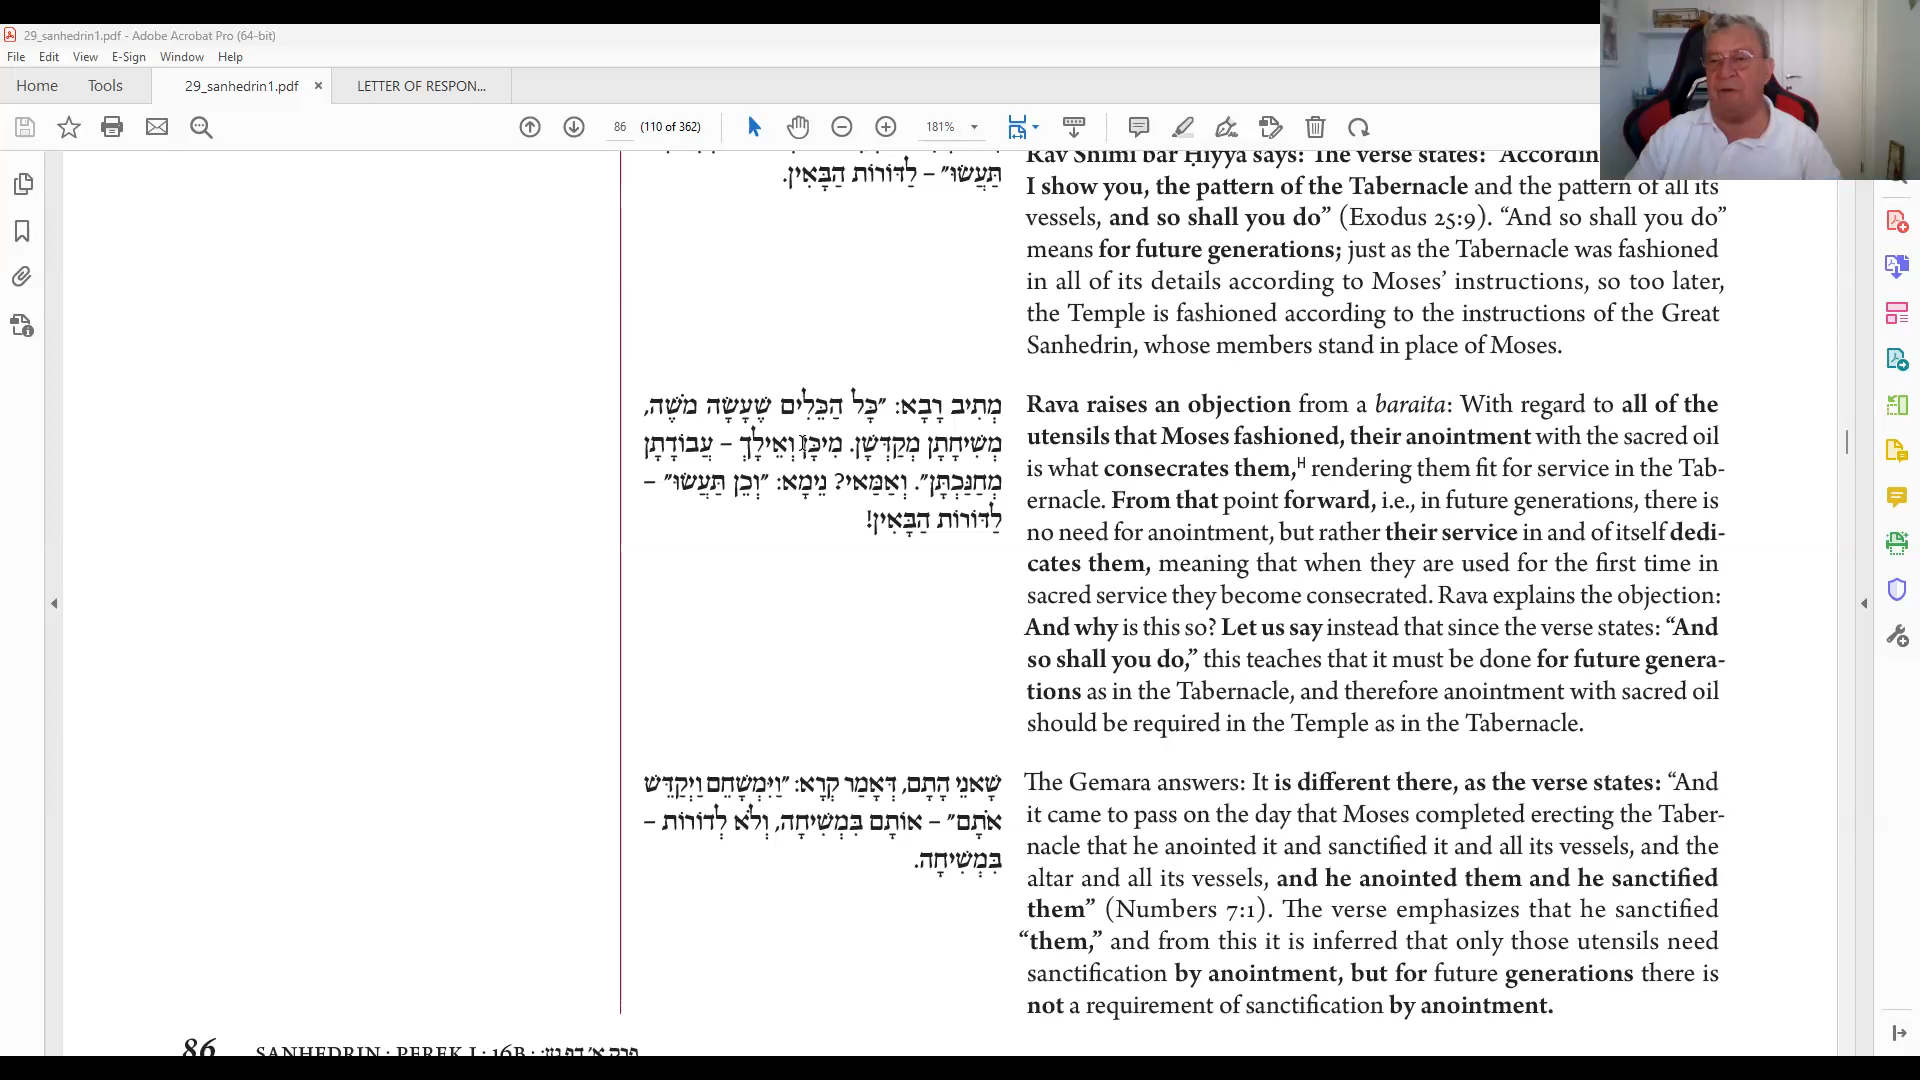 29_sanhedrin1.pdf - Adobe Acrobat Pro (64-bit)
File Edit View E-Sign Window Help
Home Tools 29_sanhedrin1.pdf × LETTER OF RESPON...
86 (110 of 362) 181%
Rav Shimi bar Ḥiyya says: The verse states: “Accordin
I show you, the pattern of the Tabernacle and the pattern of all its
vessels, and so shall you do” (Exodus 25:9). “And so shall you do”
means for future generations; just as the Tabernacle was fashioned
in all of its details according to Moses’ instructions, so too later,
the Temple is fashioned according to the instructions of the Great
Sanhedrin, whose members stand in place of Moses.
תַּעֲשׂוּ״ – לַדּוֹרוֹת הַבָּאִין.
Rava raises an objection from a baraita: With regard to all of the
utensils that Moses fashioned, their anointment with the sacred oil
is what consecrates them,H rendering them fit for service in the Tab-
ernacle. From that point forward, i.e., in future generations, there is
no need for anointment, but rather their service in and of itself dedi-
cates them, meaning that when they are used for the first time in
sacred service they become consecrated. Rava explains the objection:
And why is this so? Let us say instead that since the verse states: “And
so shall you do,” this teaches that it must be done for future genera-
tions as in the Tabernacle, and therefore anointment with sacred oil
should be required in the Temple as in the Tabernacle.
מְתִיב רָבָא: ״כׇּל הַכֵּלִים שֶׁעָשָׂה מֹשֶׁה,
מְשִׁיחָתָן מְקַדְּשָׁן. מִיכָּן וְאֵילָךְ – עֲבוֹדָתָן
מְחַנַּכְתָּן״. וְאַמַּאי? נֵימָא: ״וְכֵן תַּעֲשׂוּ״ –
לַדּוֹרוֹת הַבָּאִין!
The Gemara answers: It is different there, as the verse states: “And
it came to pass on the day that Moses completed erecting the Taber-
nacle that he anointed it and sanctified it and all its vessels, and the
altar and all its vessels, and he anointed them and he sanctified
them” (Numbers 7:1). The verse emphasizes that he sanctified
“them,” and from this it is inferred that only those utensils need
sanctification by anointment, but for future generations there is
not a requirement of sanctification by anointment.
שָׁאנֵי הָתָם, דְּאָמַר קְרָא: ״וַיִּמְשָׁחֵם וַיְקַדֵּשׁ
אֹתָם״ – אוֹתָם בִּמְשִׁיחָה, וְלֹא לְדוֹרוֹת –
בִּמְשִׁיחָה.
86 SANHEDRIN · PEREK I · 16B